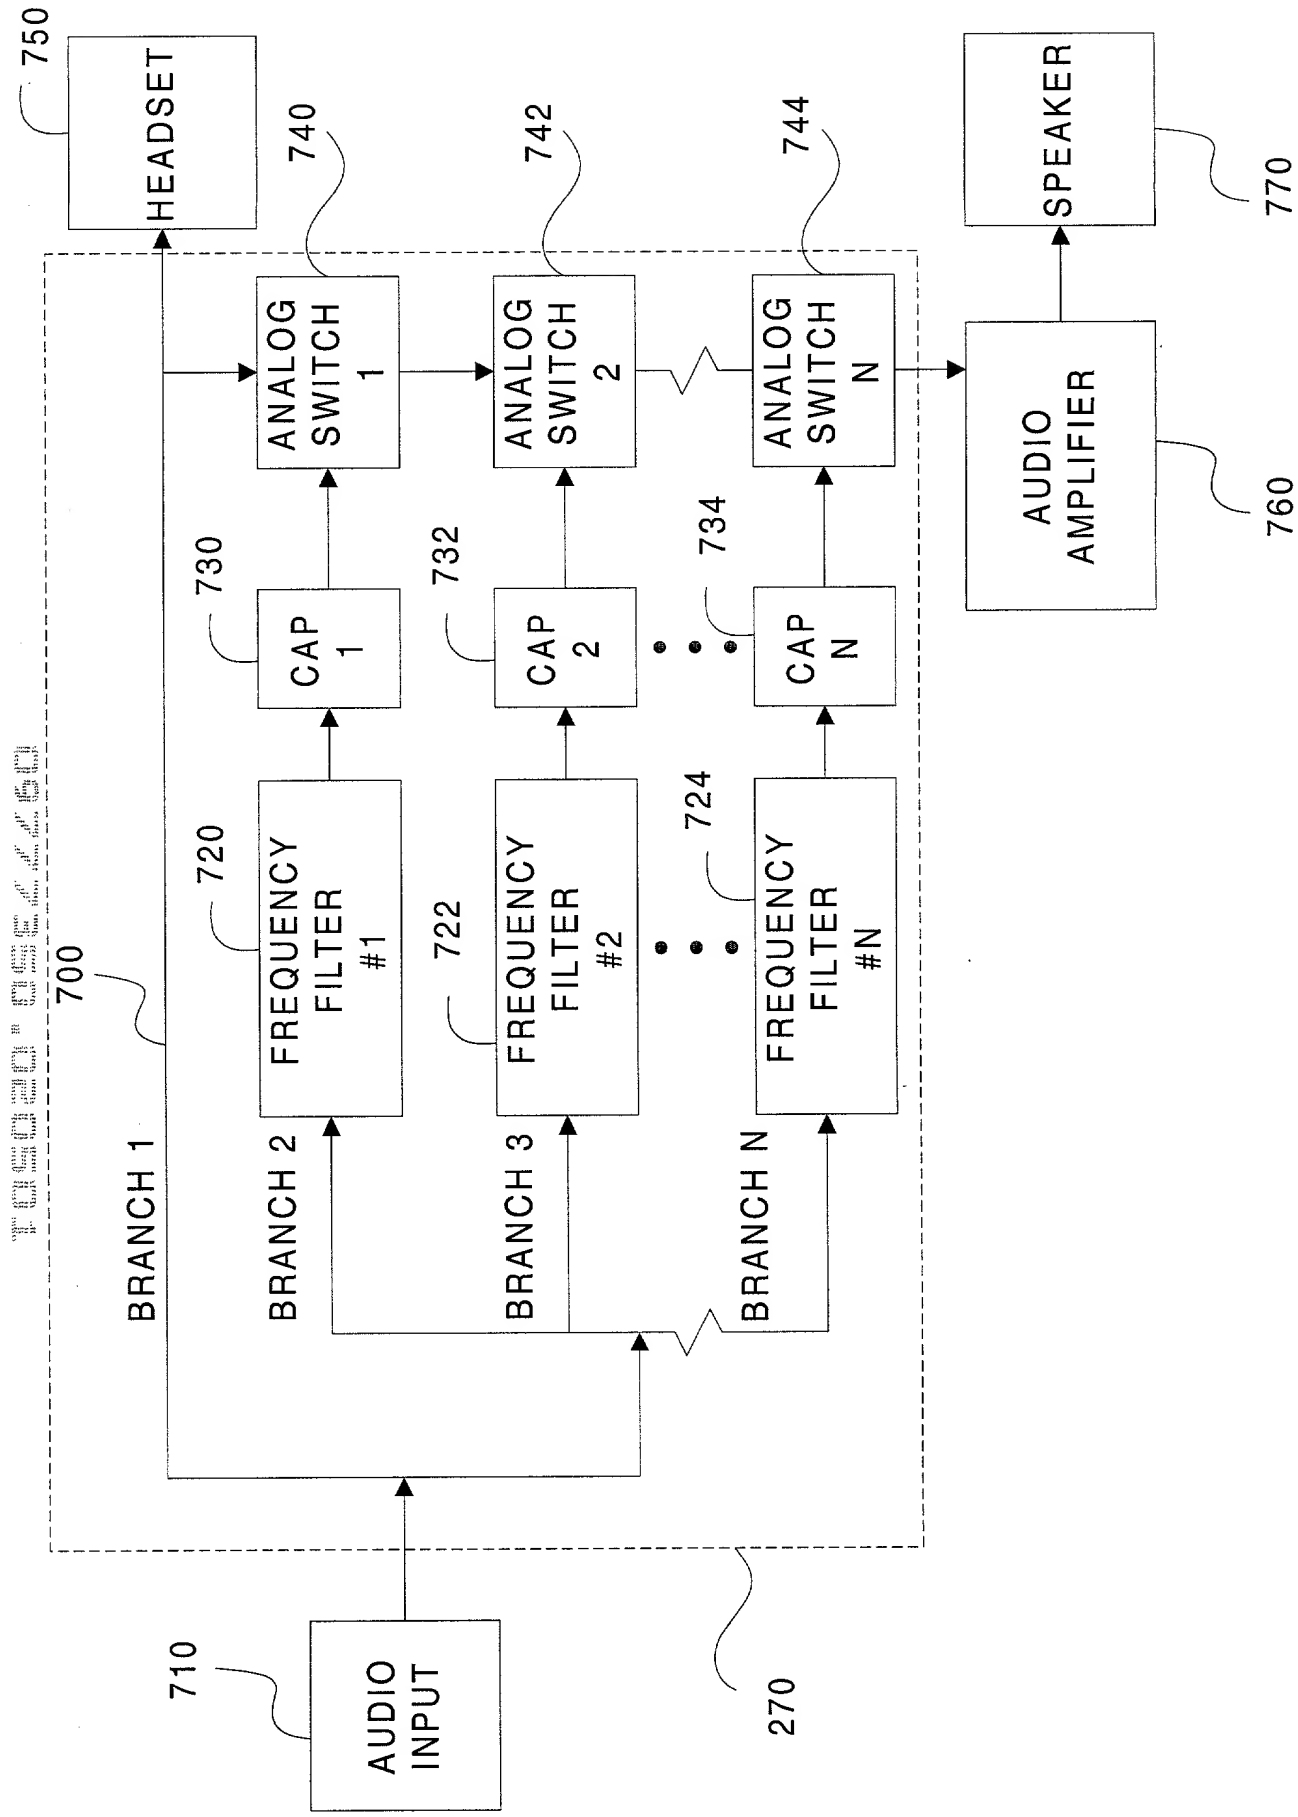 750
HEADSET
BRANCH 1
700
BRANCH 2
720
FREQUENCY
FILTER
#1
730
CAP
1
740
ANALOG
SWITCH
1
710
AUDIO
INPUT
BRANCH 3
722
FREQUENCY
FILTER
#2
732
CAP
2
742
ANALOG
SWITCH
2
BRANCH N
724
FREQUENCY
FILTER
#N
734
CAP
N
744
ANALOG
SWITCH
N
270
AUDIO
AMPLIFIER
760
SPEAKER
770